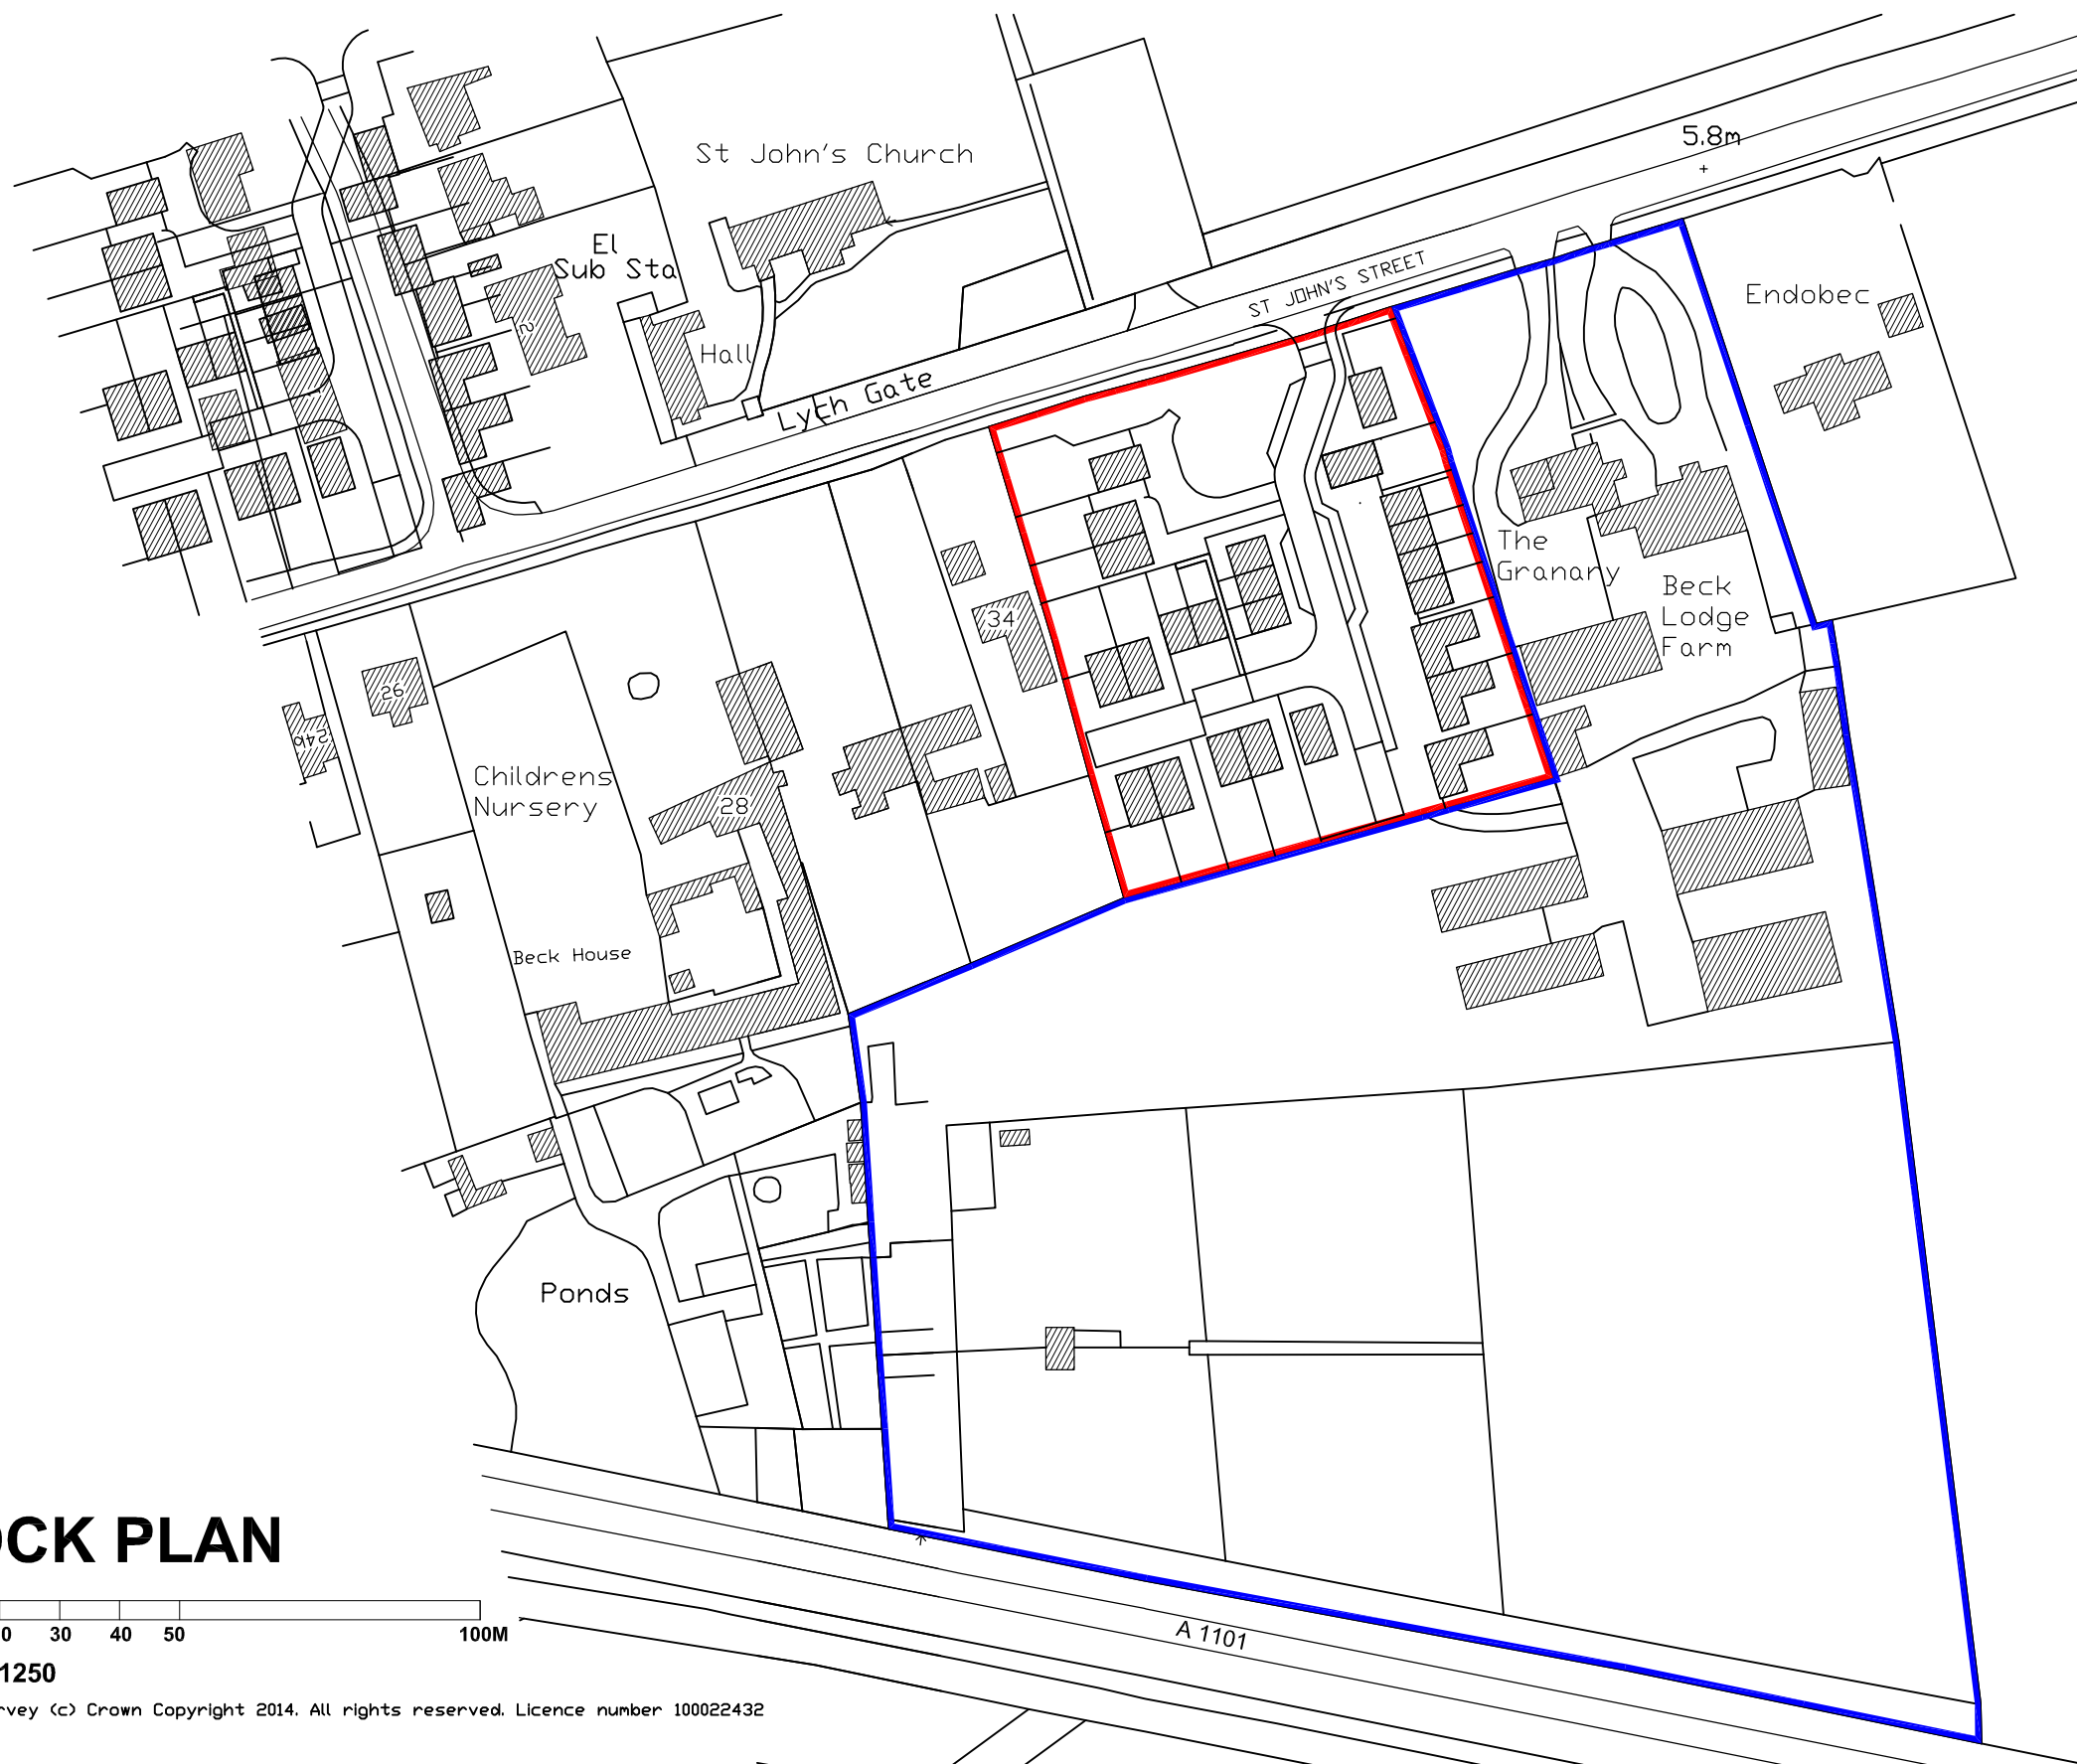 5.8m
St John's Church
El
Sub Sta
2
Hall
ST JOHN'S STREET
Endobec
Lych Gate
The
Granary
Beck
Lodge
Farm
34
26
24b
Childrens
Nursery
28
Beck House
Ponds
A 1101
OCK PLAN
0 30 40 50 100M
1250
rvey (c) Crown Copyright 2014. All rights reserved. Licence number 100022432